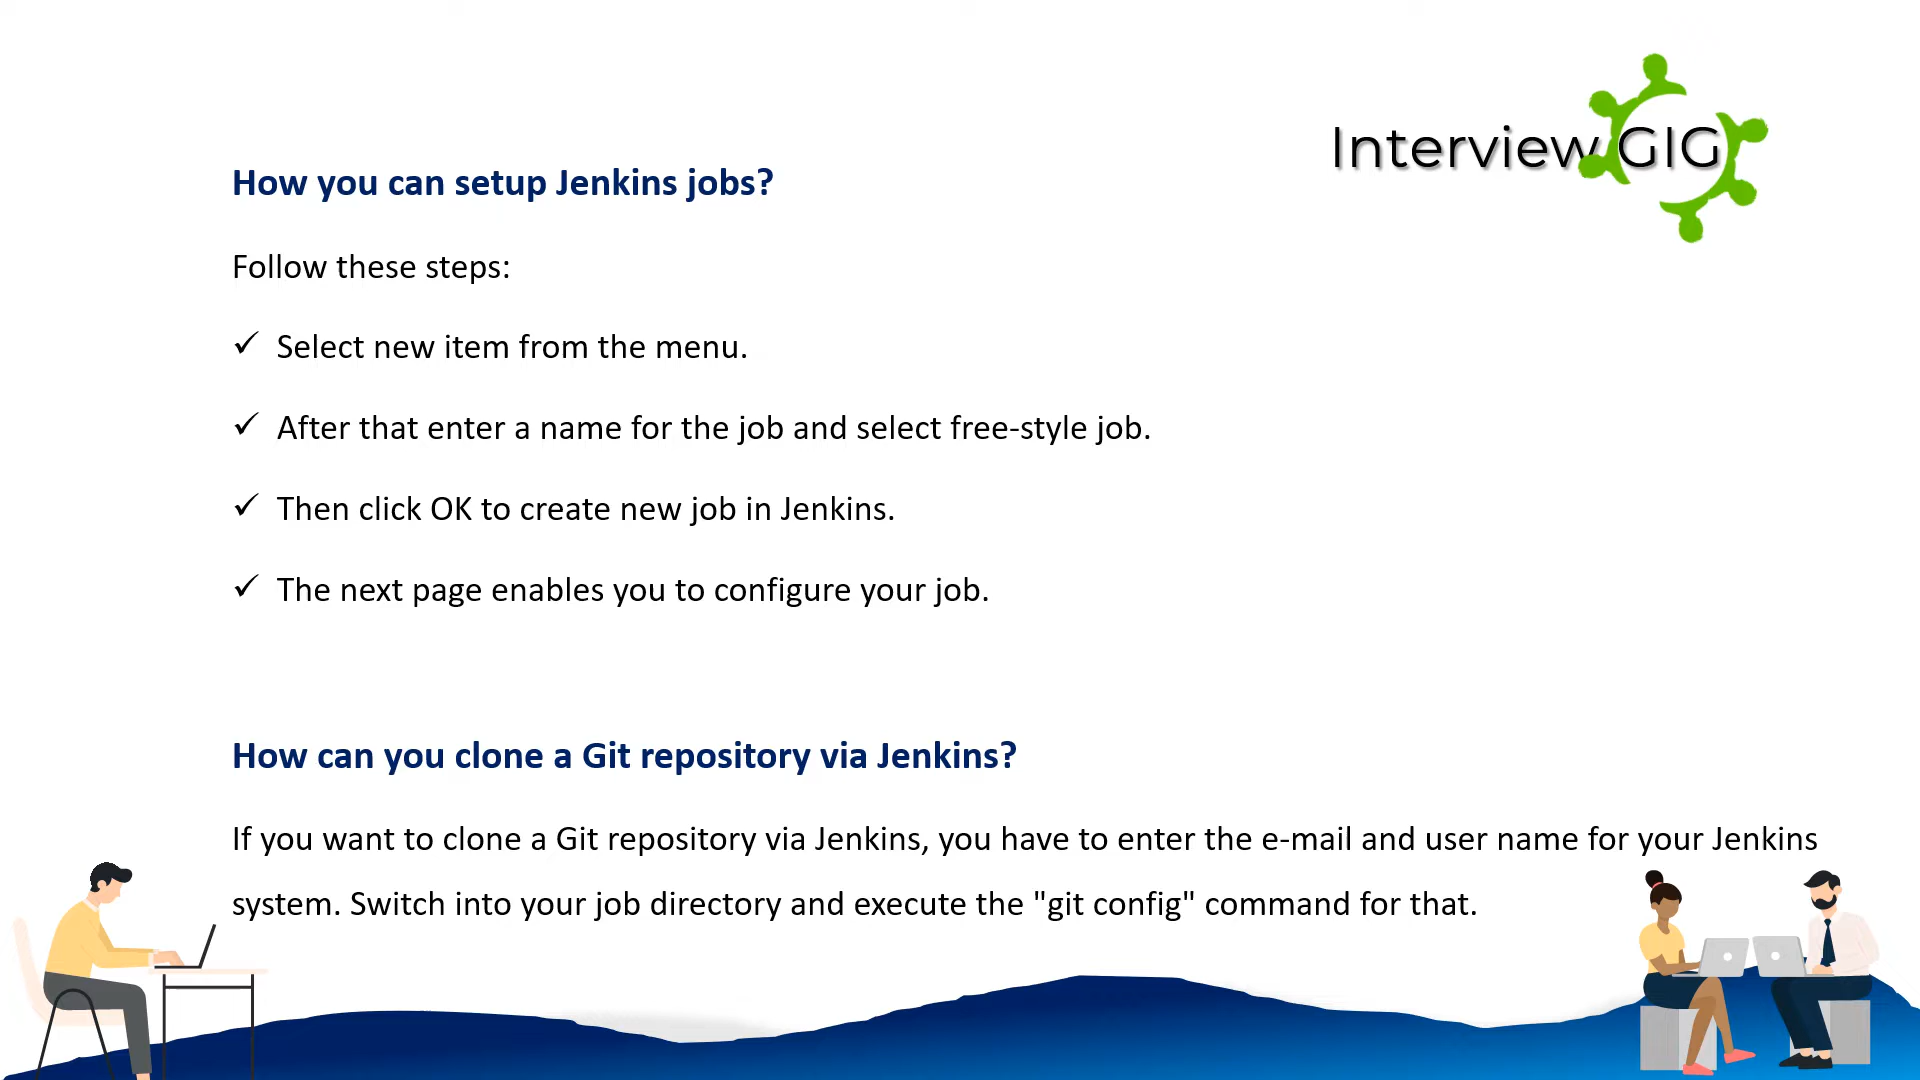 Interview GIG
How you can setup Jenkins jobs?
Follow these steps:
✓ Select new item from the menu.
✓ After that enter a name for the job and select free-style job.
✓ Then click OK to create new job in Jenkins.
✓ The next page enables you to configure your job.
How can you clone a Git repository via Jenkins?
If you want to clone a Git repository via Jenkins, you have to enter the e-mail and user name for your Jenkins
system. Switch into your job directory and execute the "git config" command for that.